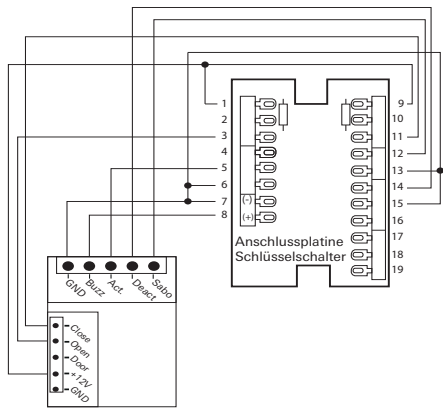 1
2
3
4
5
6
7
8
(-)
(+)
9
10
11
12
13
14
15
16
17
18
19
Anschlussplatine
Schlüsselschalter
GND
Buzz
Act.
Deact
Sabo
Close
Open
Door
+12V
GND